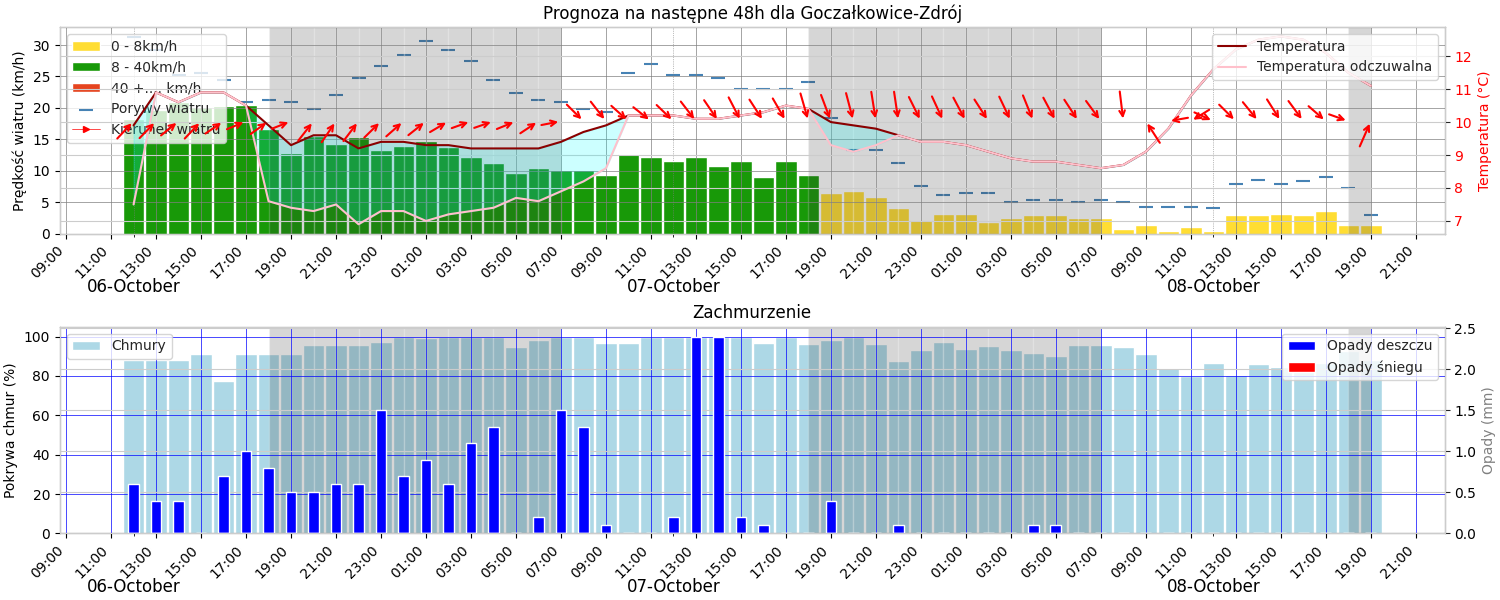 Prognoza na następne 48h dla Goczałkowice-Zdrój
Prędkość wiatru (km/h)
30
25
20
15
10
5
0
0 - 8km/h
8 - 40km/h
40 +.... km/h
Porywy wiatru
Kierunek wiatru
Temperatura
Temperatura odczuwalna
12
11
10
9
8
7
Temperatura (°C)
09:00 11:00 13:00 15:00 17:00 19:00 21:00 23:00 01:00 03:00 05:00 07:00 09:00 11:00 13:00 15:00 17:00 19:00 21:00 23:00 01:00 03:00 05:00 07:00 09:00 11:00 13:00 15:00 17:00 19:00 21:00
06-October 07-October 08-October
Zachmurzenie
Pokrywa chmur (%)
100
80
60
40
20
0
Chmury
Opady deszczu
Opady śniegu
2.5
2.0
1.5
1.0
0.5
0.0
Opady (mm)
09:00 11:00 13:00 15:00 17:00 19:00 21:00 23:00 01:00 03:00 05:00 07:00 09:00 11:00 13:00 15:00 17:00 19:00 21:00 23:00 01:00 03:00 05:00 07:00 09:00 11:00 13:00 15:00 17:00 19:00 21:00
06-October 07-October 08-October